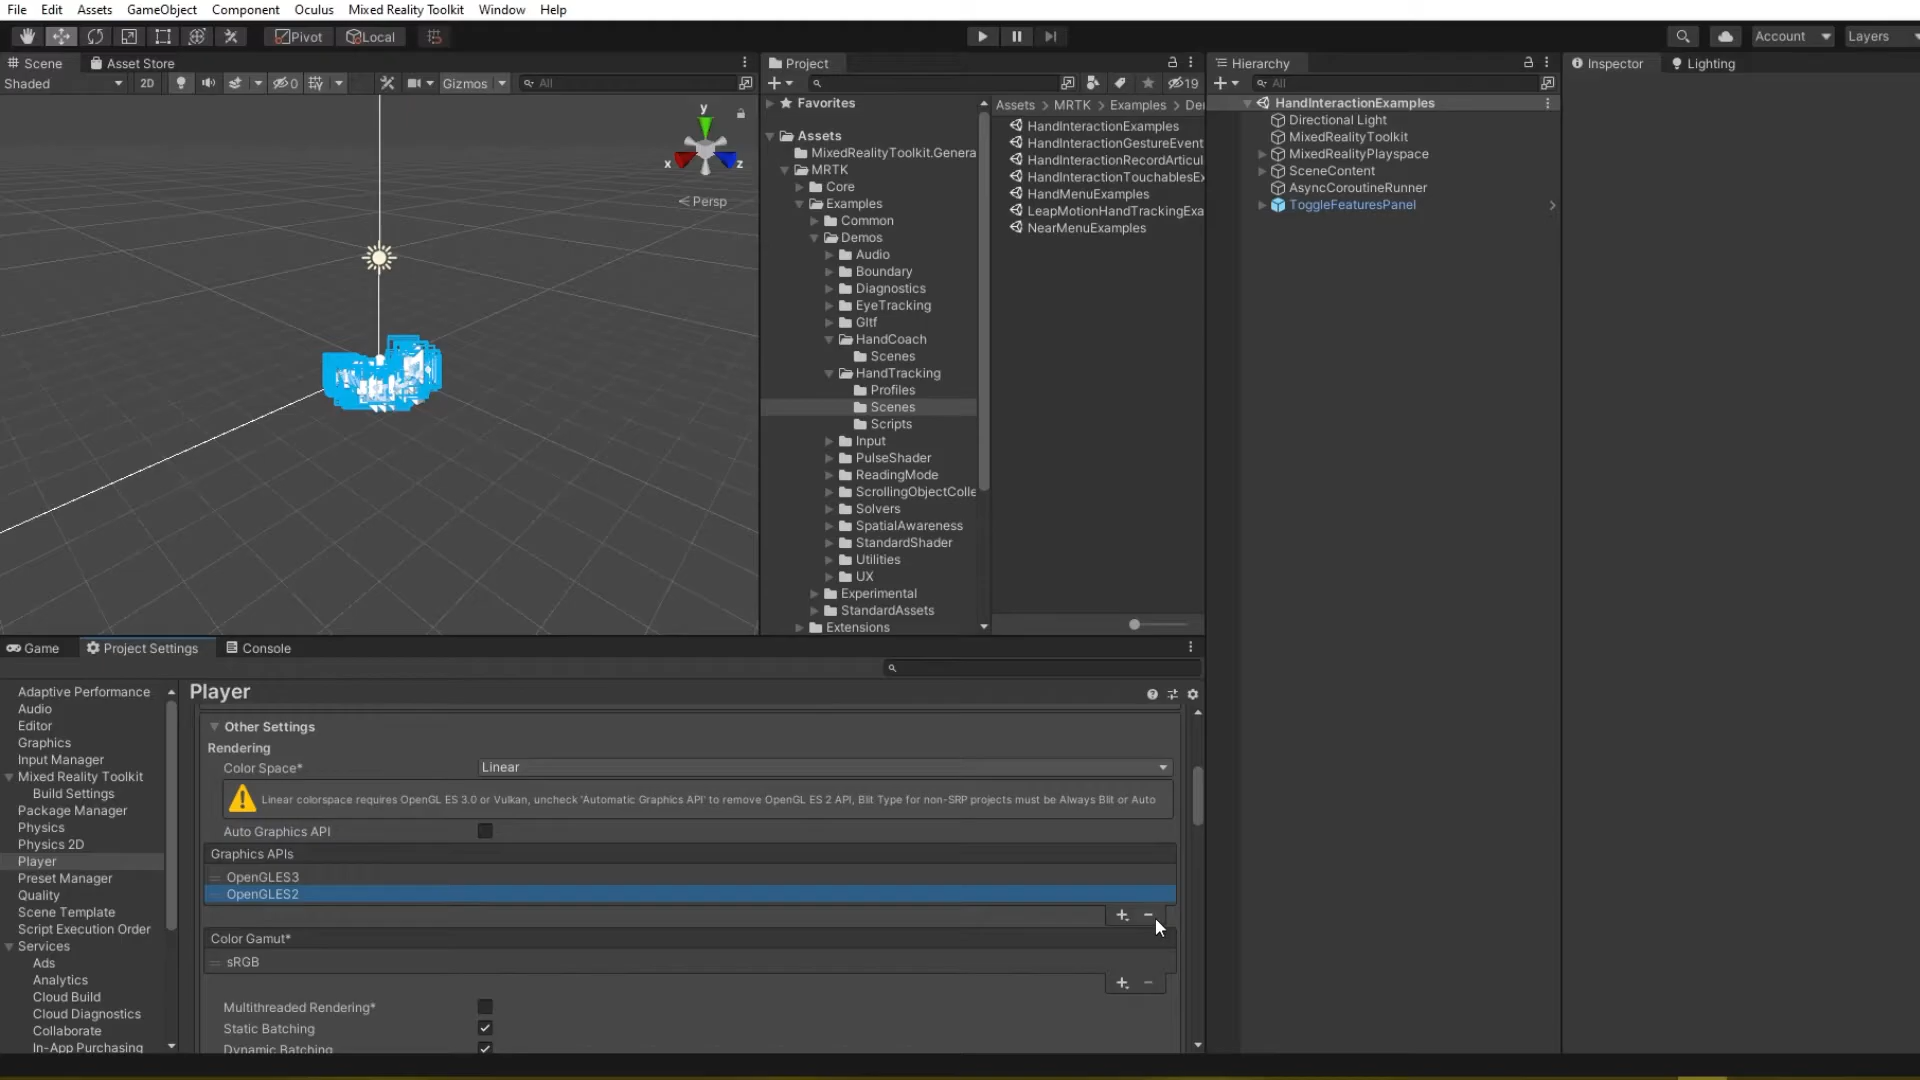 File Edit Assets GameObject Component Oculus Mixed Reality Toolkit Window Help
Pivot Local Account Layers
Scene Asset Store
Shaded 2D 0 Gizmos All
y
x z
Persp
Project
19
Favorites
Assets
MixedRealityToolkit.Genera
MRTK
Core
Examples
Common
Demos
Audio
Boundary
Diagnostics
EyeTracking
Gltf
HandCoach
Scenes
HandTracking
Profiles
Scenes
Scripts
Input
PulseShader
ReadingMode
ScrollingObjectColle
Solvers
SpatialAwareness
StandardShader
Utilities
UX
Experimental
StandardAssets
Extensions
Assets > MRTK > Examples > De
HandInteractionExamples
HandInteractionGestureEvent
HandInteractionRecordArticul
HandInteractionTouchablesEx
HandMenuExamples
LeapMotionHandTrackingExa
NearMenuExamples
Hierarchy
All
HandInteractionExamples
Directional Light
MixedRealityToolkit
MixedRealityPlayspace
SceneContent
AsyncCoroutineRunner
ToggleFeaturesPanel
Inspector Lighting
Game Project Settings Console
Adaptive Performance
Audio
Editor
Graphics
Input Manager
Mixed Reality Toolkit
Build Settings
Package Manager
Physics
Physics 2D
Player
Preset Manager
Quality
Scene Template
Script Execution Order
Services
Ads
Analytics
Cloud Build
Cloud Diagnostics
Collaborate
In-App Purchasing
Player
Other Settings
Rendering
Color Space* Linear
Linear colorspace requires OpenGL ES 3.0 or Vulkan, uncheck 'Automatic Graphics API' to remove OpenGL ES 2 API, Blit Type for non-SRP projects must be Always Blit or Auto
Auto Graphics API
Graphics APIs
OpenGLES3
OpenGLES2
Color Gamut*
sRGB
Multithreaded Rendering*
Static Batching
Dynamic Batching